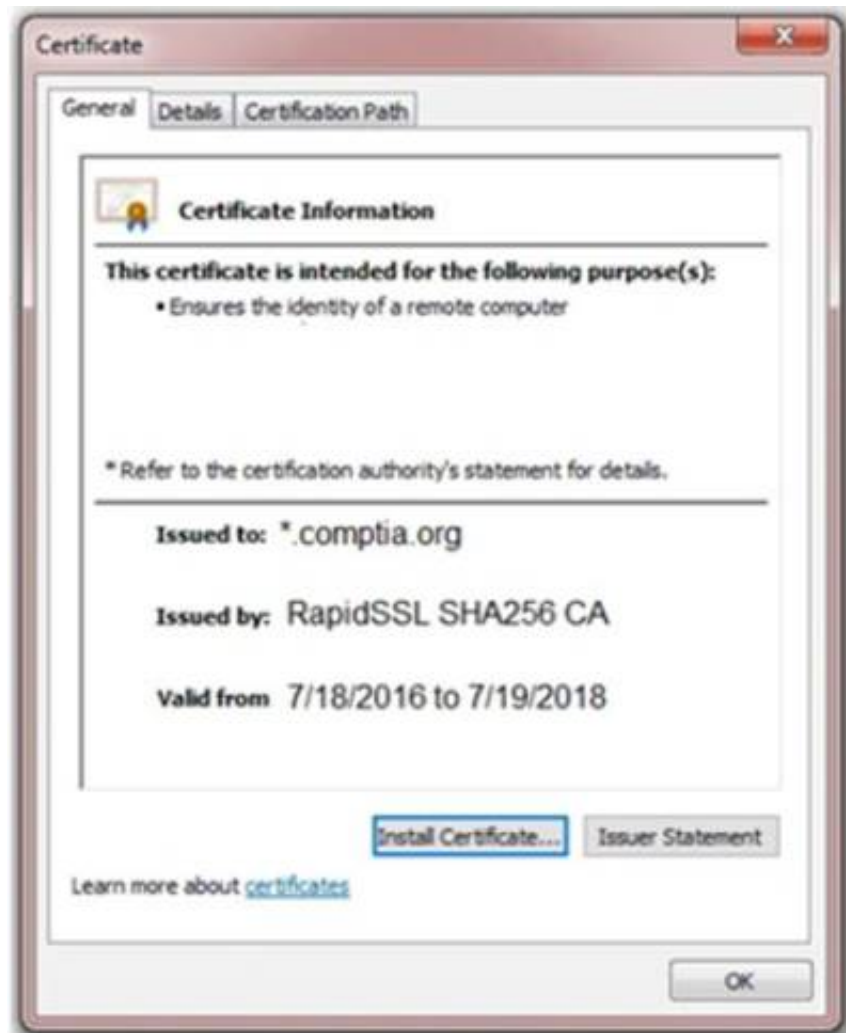 Certificate
General
Details
Certification Path
Certificate Information
This certificate is intended for the following purpose(s):
• Ensures the identity of a remote computer
* Refer to the certification authority's statement for details.
Issued to: *.comptia.org
Issued by: RapidSSL SHA256 CA
Valid from 7/18/2016 to 7/19/2018
Install Certificate...
Issuer Statement
Learn more about certificates
OK